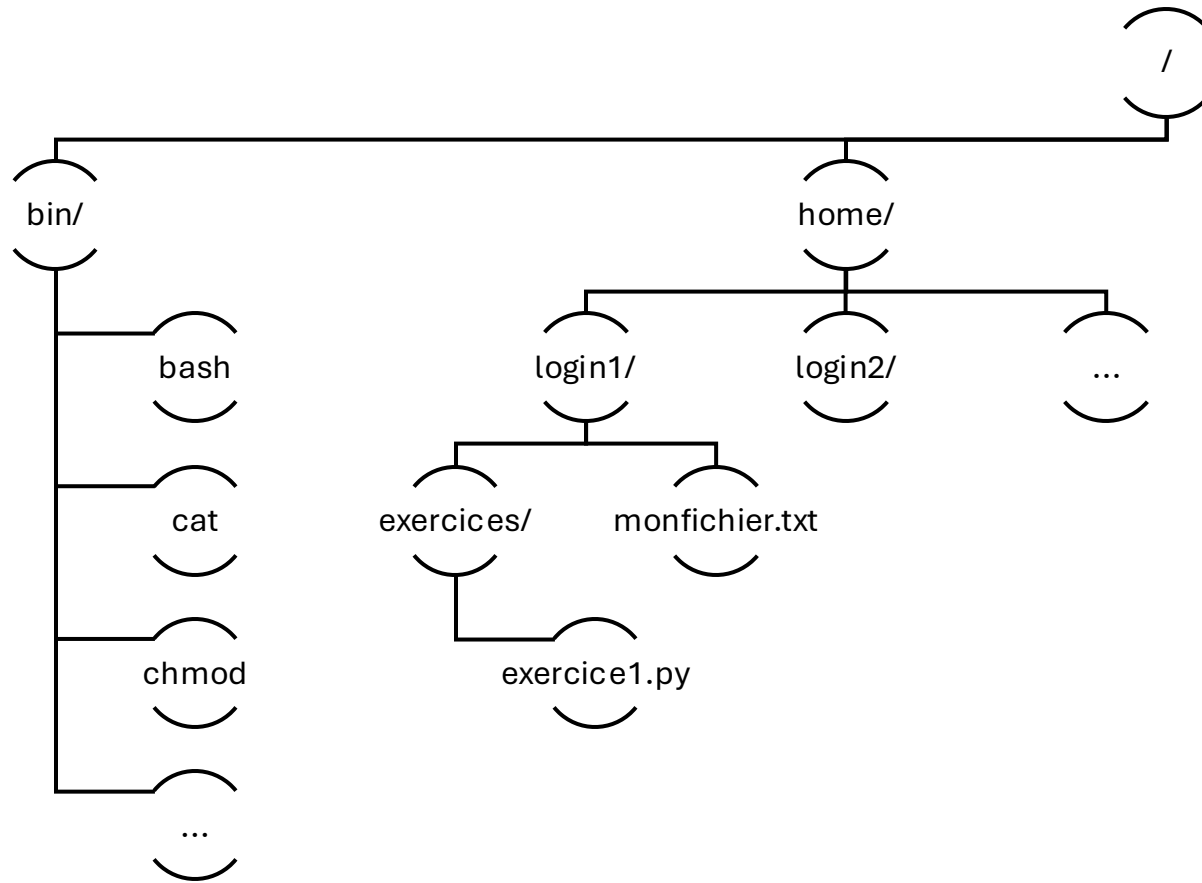 /
bin/
home/
bash
login1/
login2/
...
cat
exercices/
monfichier.txt
chmod
exercice1.py
...